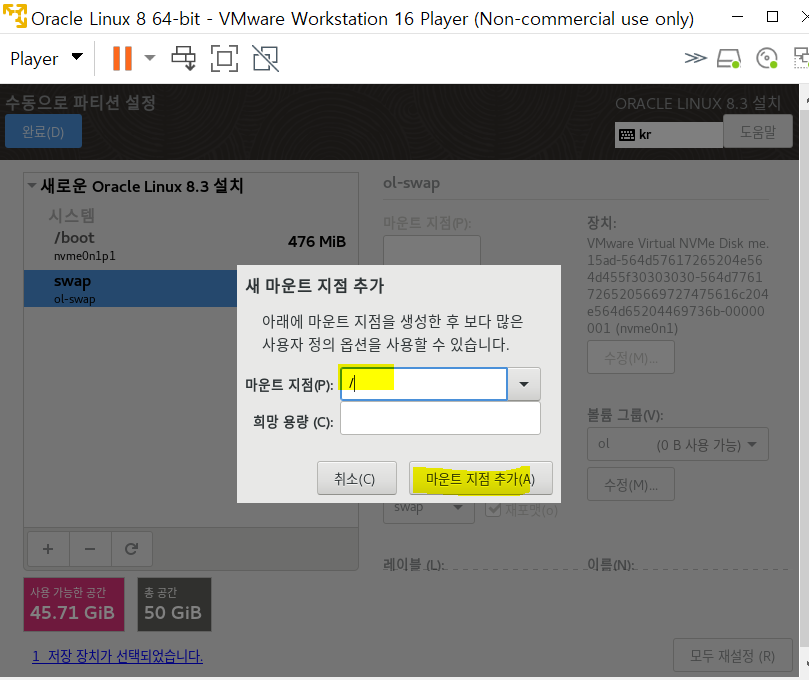 Oracle Linux 8 64-bit - VMware Workstation 16 Player (Non-commercial use only)
Player
수동으로 파티션 설정
ORACLE LINUX 8.3 설치
완료(D)
kr
도움말
새로운 Oracle Linux 8.3 설치
시스템
/boot
476 MiB
nvme0n1p1
swap
ol-swap
ol-swap
마운트 지점(P):
장치:
VMware Virtual NVMe Disk me.
15ad-564d57617265204e56
4d455f30303030-564d7761
7265205669727475616c204
e564d65204469736b-00000
001 (nvme0n1)
수정(M)...
볼륨 그룹(V):
ol
(0 B 사용 가능)
수정(M)...
swap
재포맷(o)
레이블 (L):
이름(N):
새 마운트 지점 추가
아래에 마운트 지점을 생성한 후 보다 많은
사용자 정의 옵션을 사용할 수 있습니다.
마운트 지점(P):
/
희망 용량 (C):
취소(C)
마운트 지점 추가(A)
사용 가능한 공간
45.71 GiB
총 공간
50 GiB
1 저장 장치가 선택되었습니다.
모두 재설정 (R)